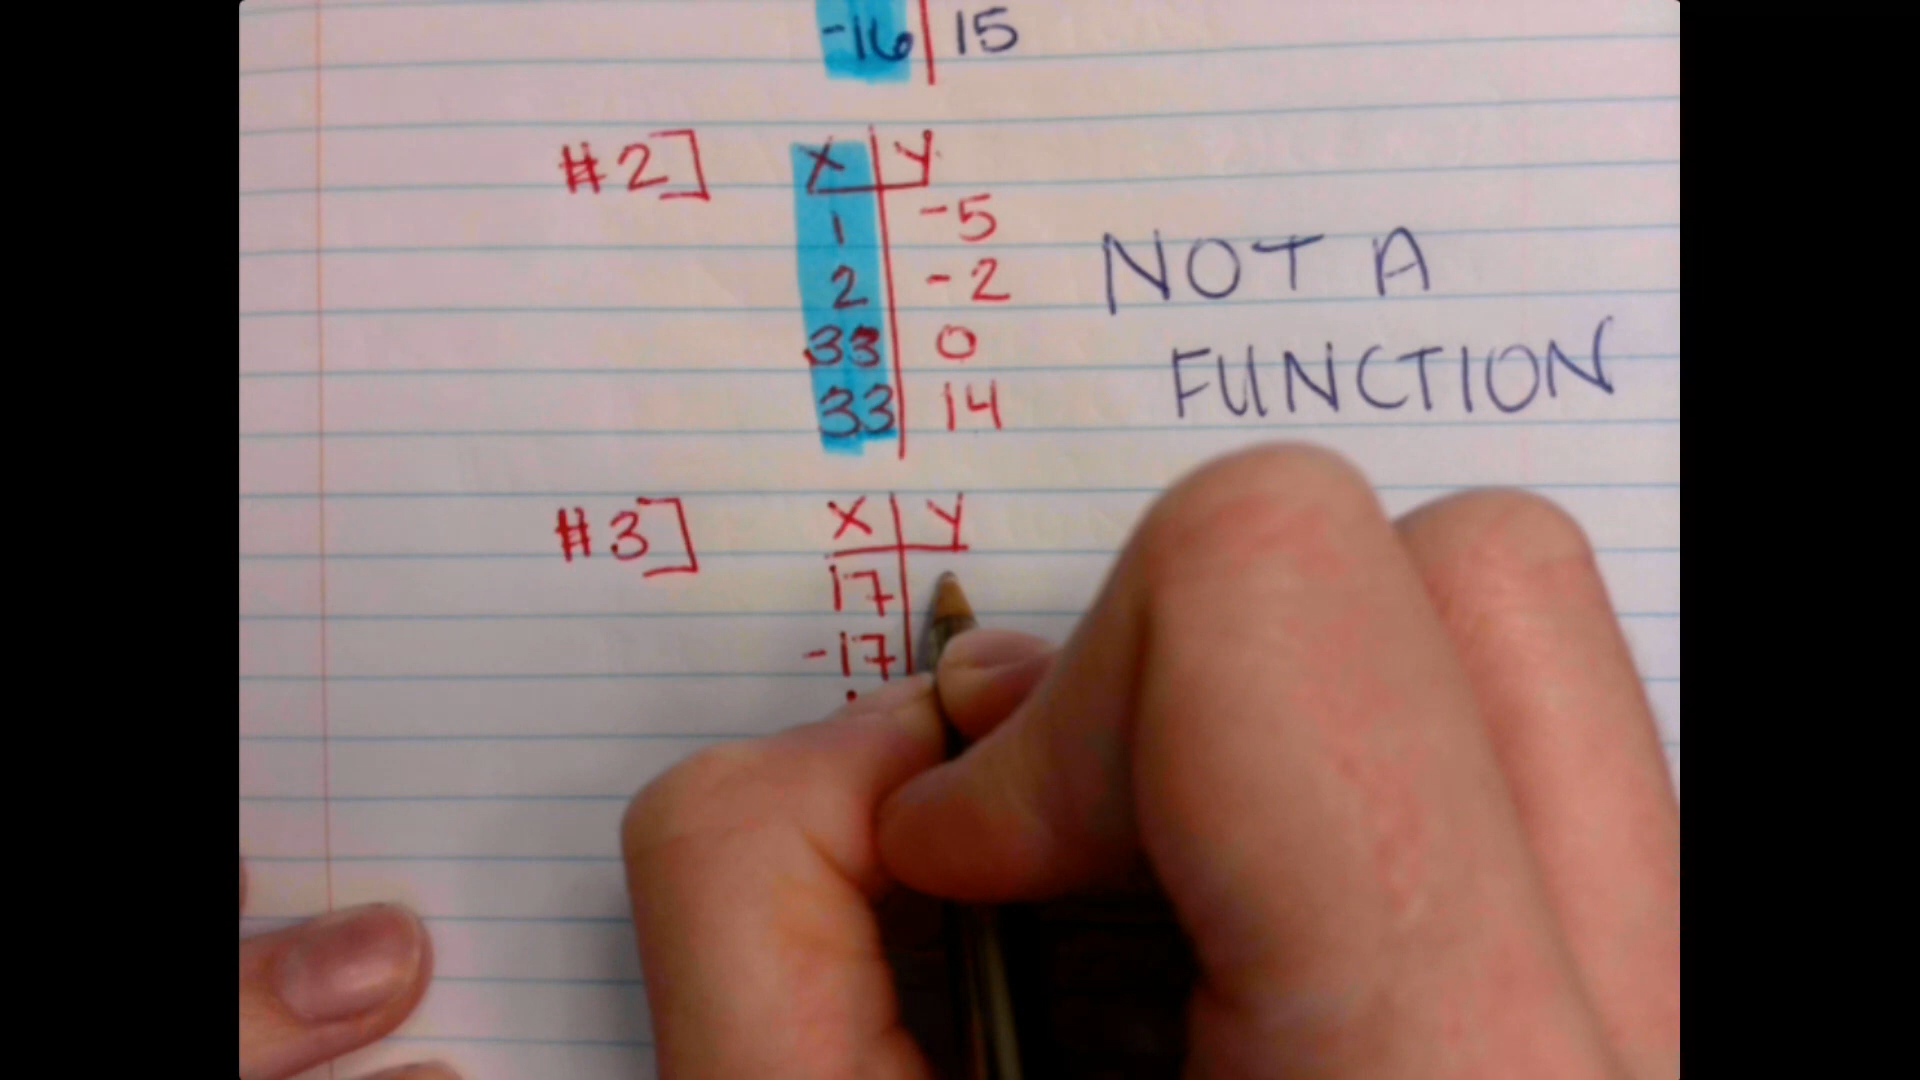 -16 | 15
#2] X | Y
1 -5
2 -2
33 0
33 14
NOT A
FUNCTION
#3] X | Y
17
-17